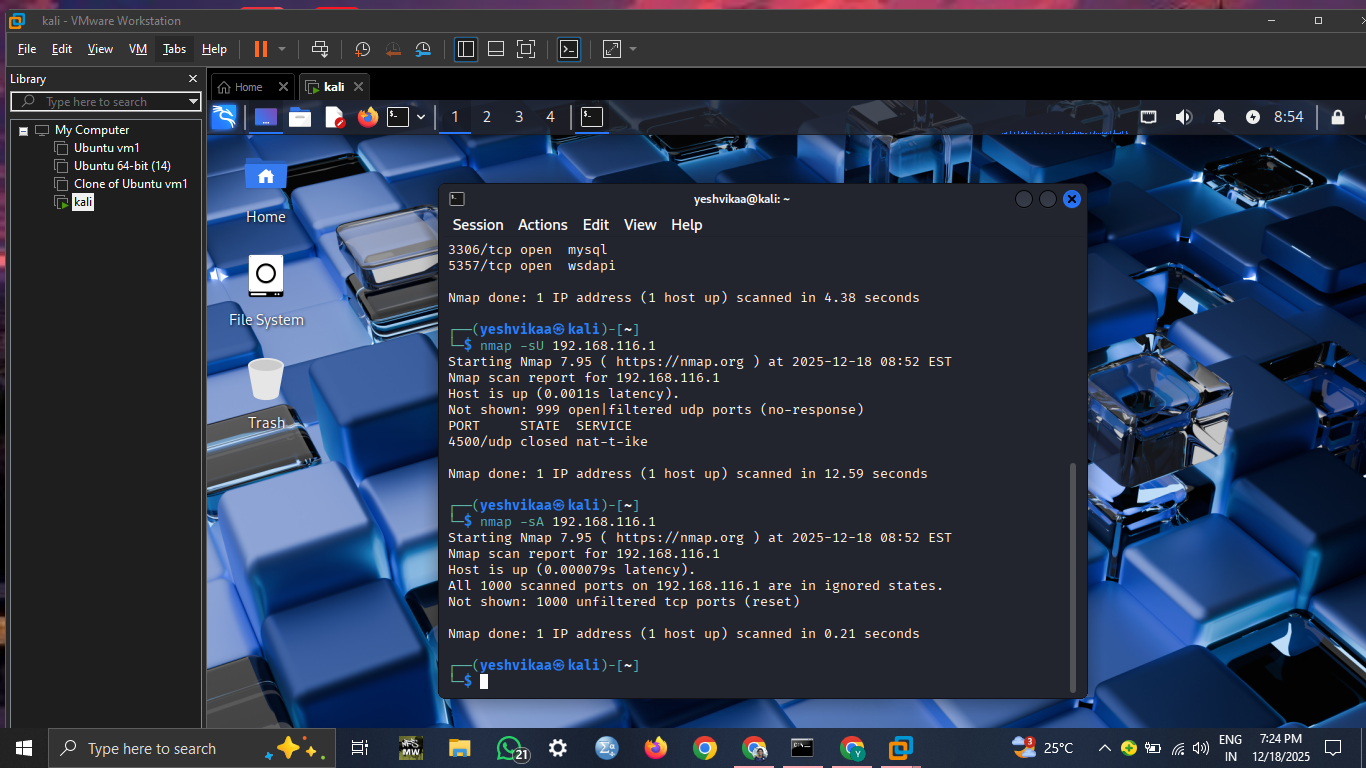 kali - VMware Workstation
File Edit View VM Tabs Help
Library
Type here to search
My Computer
Ubuntu vm1
Ubuntu 64-bit (14)
Clone of Ubuntu vm1
kali
Home
kali
1 2 3 4
8:54
Home
File System
Trash
yeshvikaa@kali: ~
Session Actions Edit View Help
3306/tcp open  mysql
5357/tcp open  wsdapi
Nmap done: 1 IP address (1 host up) scanned in 4.38 seconds
┌──(yeshvikaa㉿kali)-[~]
└─$ nmap -sU 192.168.116.1
Starting Nmap 7.95 ( https://nmap.org ) at 2025-12-18 08:52 EST
Nmap scan report for 192.168.116.1
Host is up (0.0011s latency).
Not shown: 999 open|filtered udp ports (no-response)
PORT     STATE  SERVICE
4500/udp closed nat-t-ike
Nmap done: 1 IP address (1 host up) scanned in 12.59 seconds
┌──(yeshvikaa㉿kali)-[~]
└─$ nmap -sA 192.168.116.1
Starting Nmap 7.95 ( https://nmap.org ) at 2025-12-18 08:52 EST
Nmap scan report for 192.168.116.1
Host is up (0.000079s latency).
All 1000 scanned ports on 192.168.116.1 are in ignored states.
Not shown: 1000 unfiltered tcp ports (reset)
Nmap done: 1 IP address (1 host up) scanned in 0.21 seconds
┌──(yeshvikaa㉿kali)-[~]
└─$
Type here to search
MW
21
Y
3
25°C
ENG
IN
7:24 PM
12/18/2025